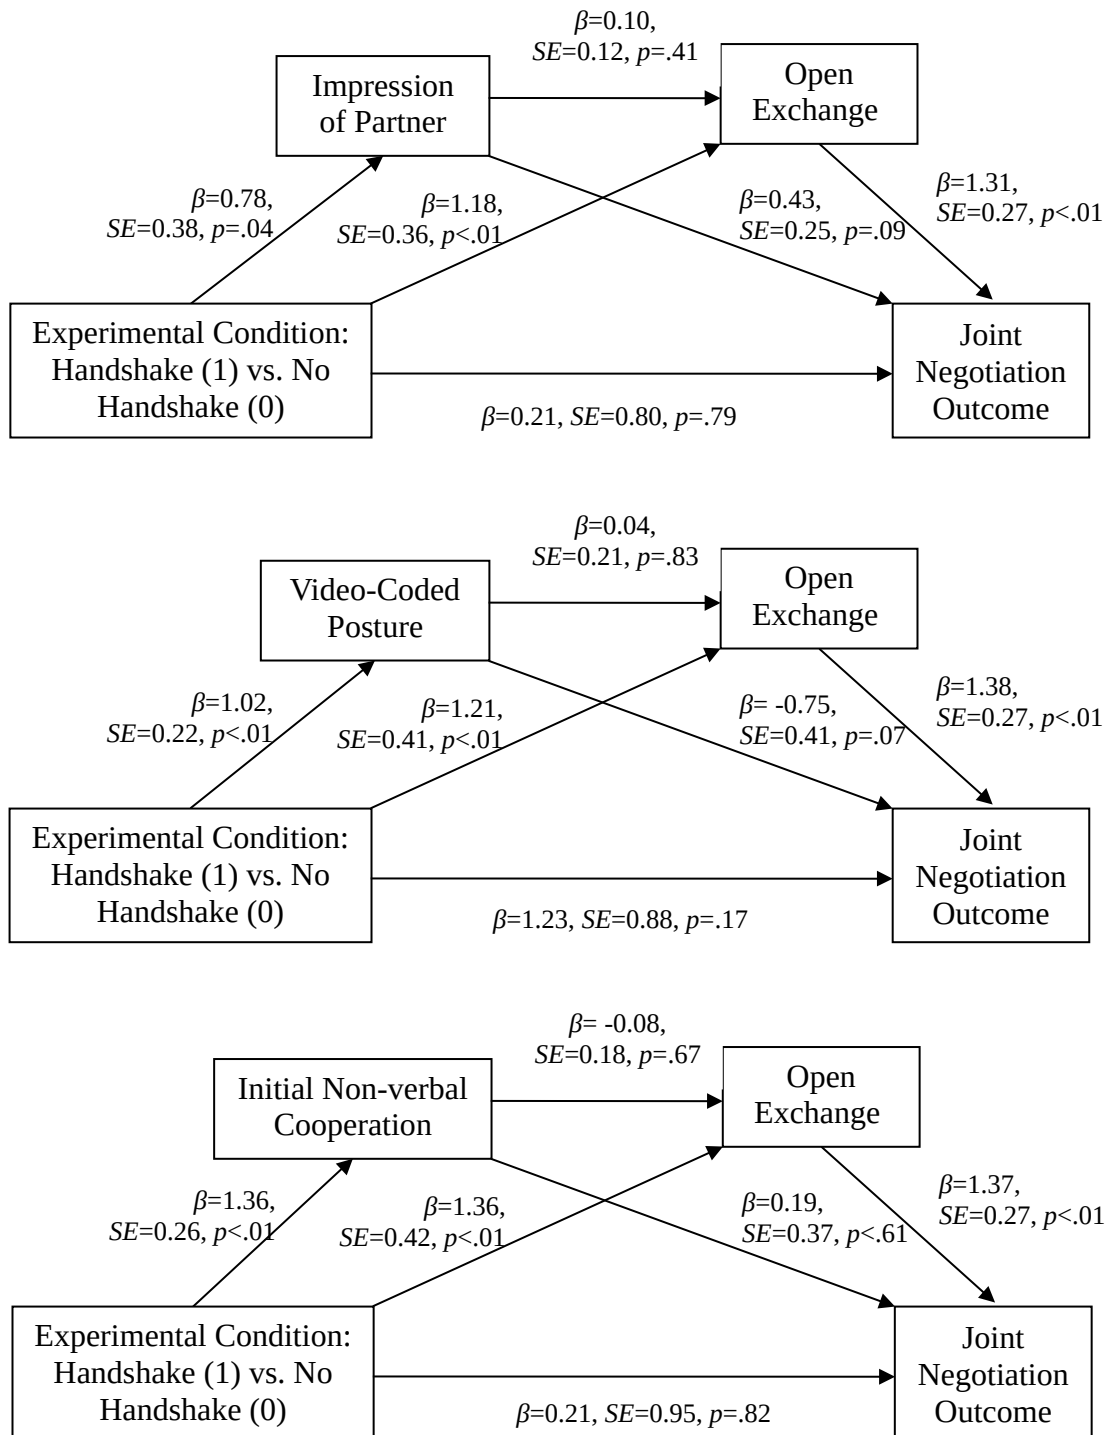 β=0.10,
SE=0.12, p=.41
Impression
of Partner
Open
Exchange
β=0.78,
SE=0.38, p=.04
β=1.18,
SE=0.36, p<.01
β=0.43,
SE=0.25, p=.09
β=1.31,
SE=0.27, p<.01
Experimental Condition:
Handshake (1) vs. No
Handshake (0)
Joint
Negotiation
Outcome
β=0.21, SE=0.80, p=.79
β=0.04,
SE=0.21, p=.83
Video-Coded
Posture
Open
Exchange
β=1.02,
SE=0.22, p<.01
β=1.21,
SE=0.41, p<.01
β= -0.75,
SE=0.41, p=.07
β=1.38,
SE=0.27, p<.01
Experimental Condition:
Handshake (1) vs. No
Handshake (0)
Joint
Negotiation
Outcome
β=1.23, SE=0.88, p=.17
β= -0.08,
SE=0.18, p=.67
Initial Non-verbal
Cooperation
Open
Exchange
β=1.36,
SE=0.26, p<.01
β=1.36,
SE=0.42, p<.01
β=0.19,
SE=0.37, p<.61
β=1.37,
SE=0.27, p<.01
Experimental Condition:
Handshake (1) vs. No
Handshake (0)
Joint
Negotiation
Outcome
β=0.21, SE=0.95, p=.82